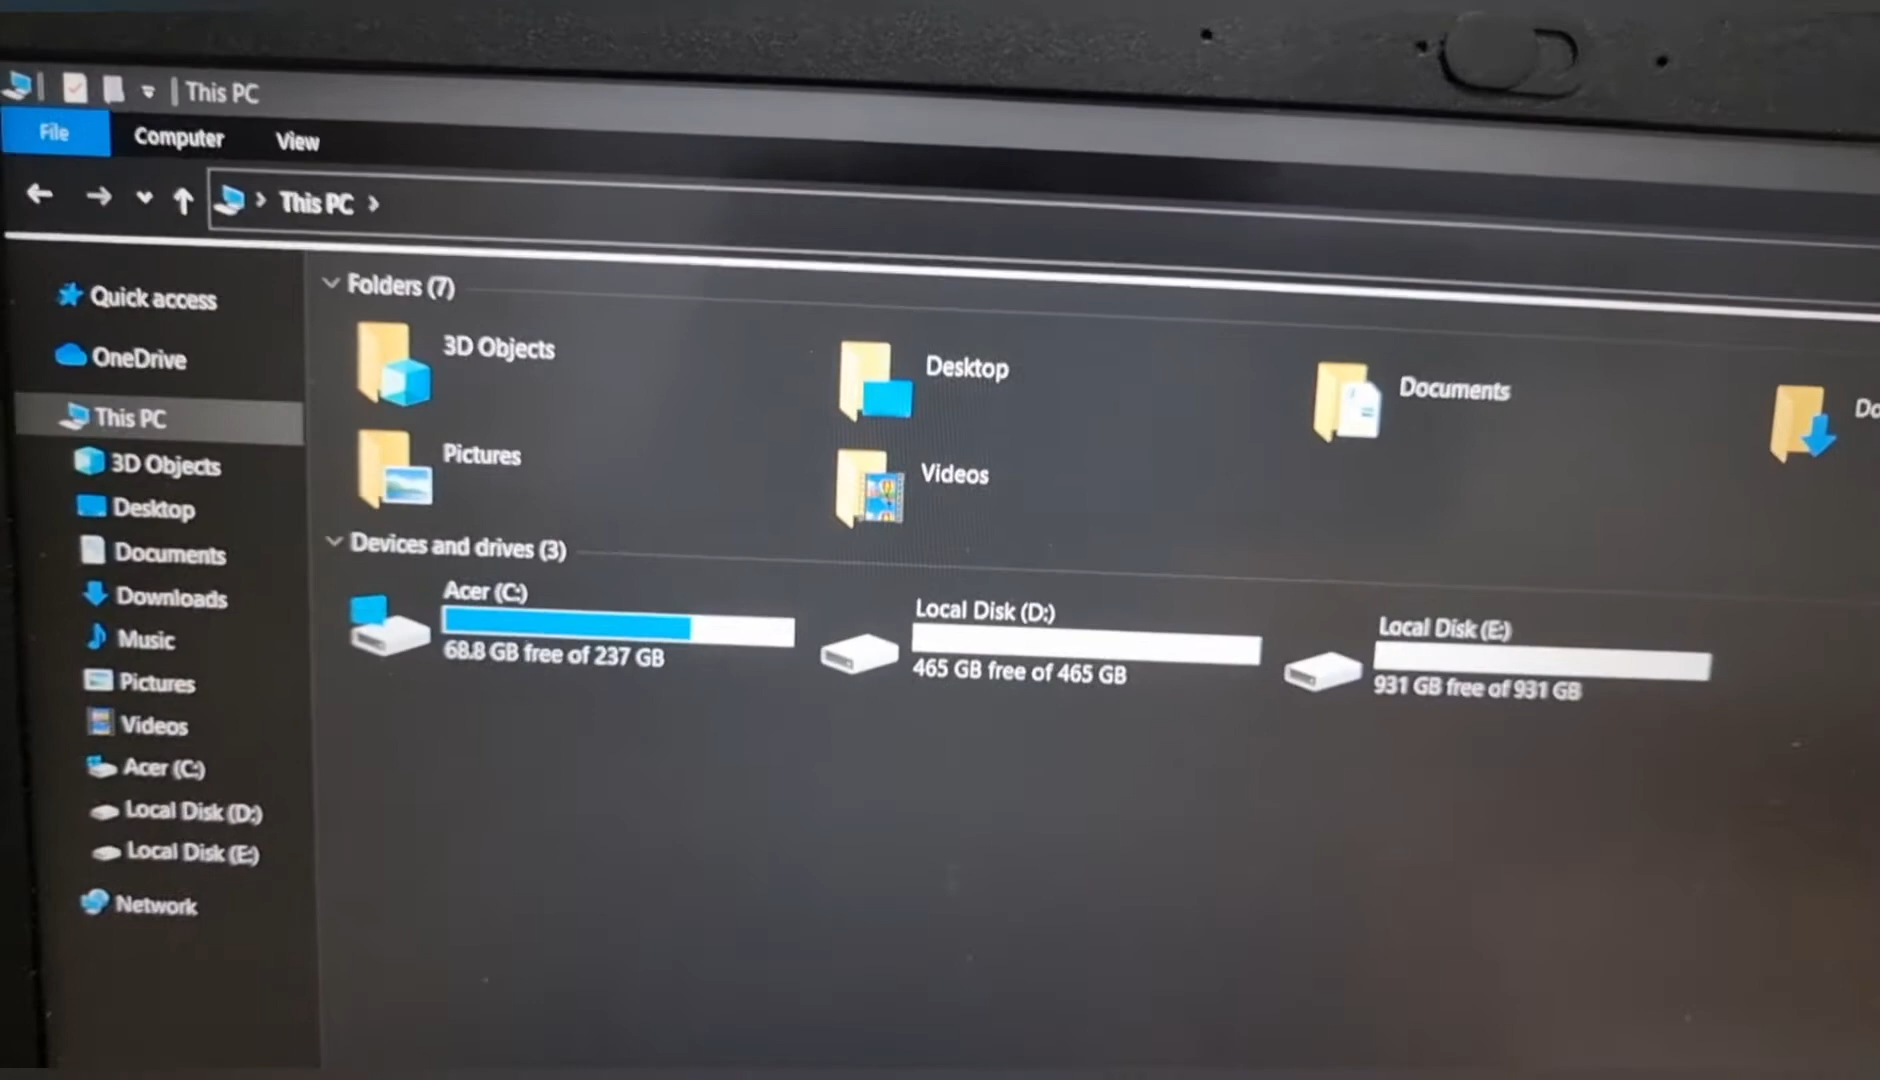 This PC
File Computer View
This PC
Quick access
OneDrive
This PC
3D Objects
Desktop
Documents
Downloads
Music
Pictures
Videos
Acer (C:)
Local Disk (D:)
Local Disk (E:)
Network
Folders (7)
3D Objects
Desktop
Documents
Do
Pictures
Videos
Devices and drives (3)
Acer (C:)
68.8 GB free of 237 GB
Local Disk (D:)
465 GB free of 465 GB
Local Disk (E:)
931 GB free of 931 GB